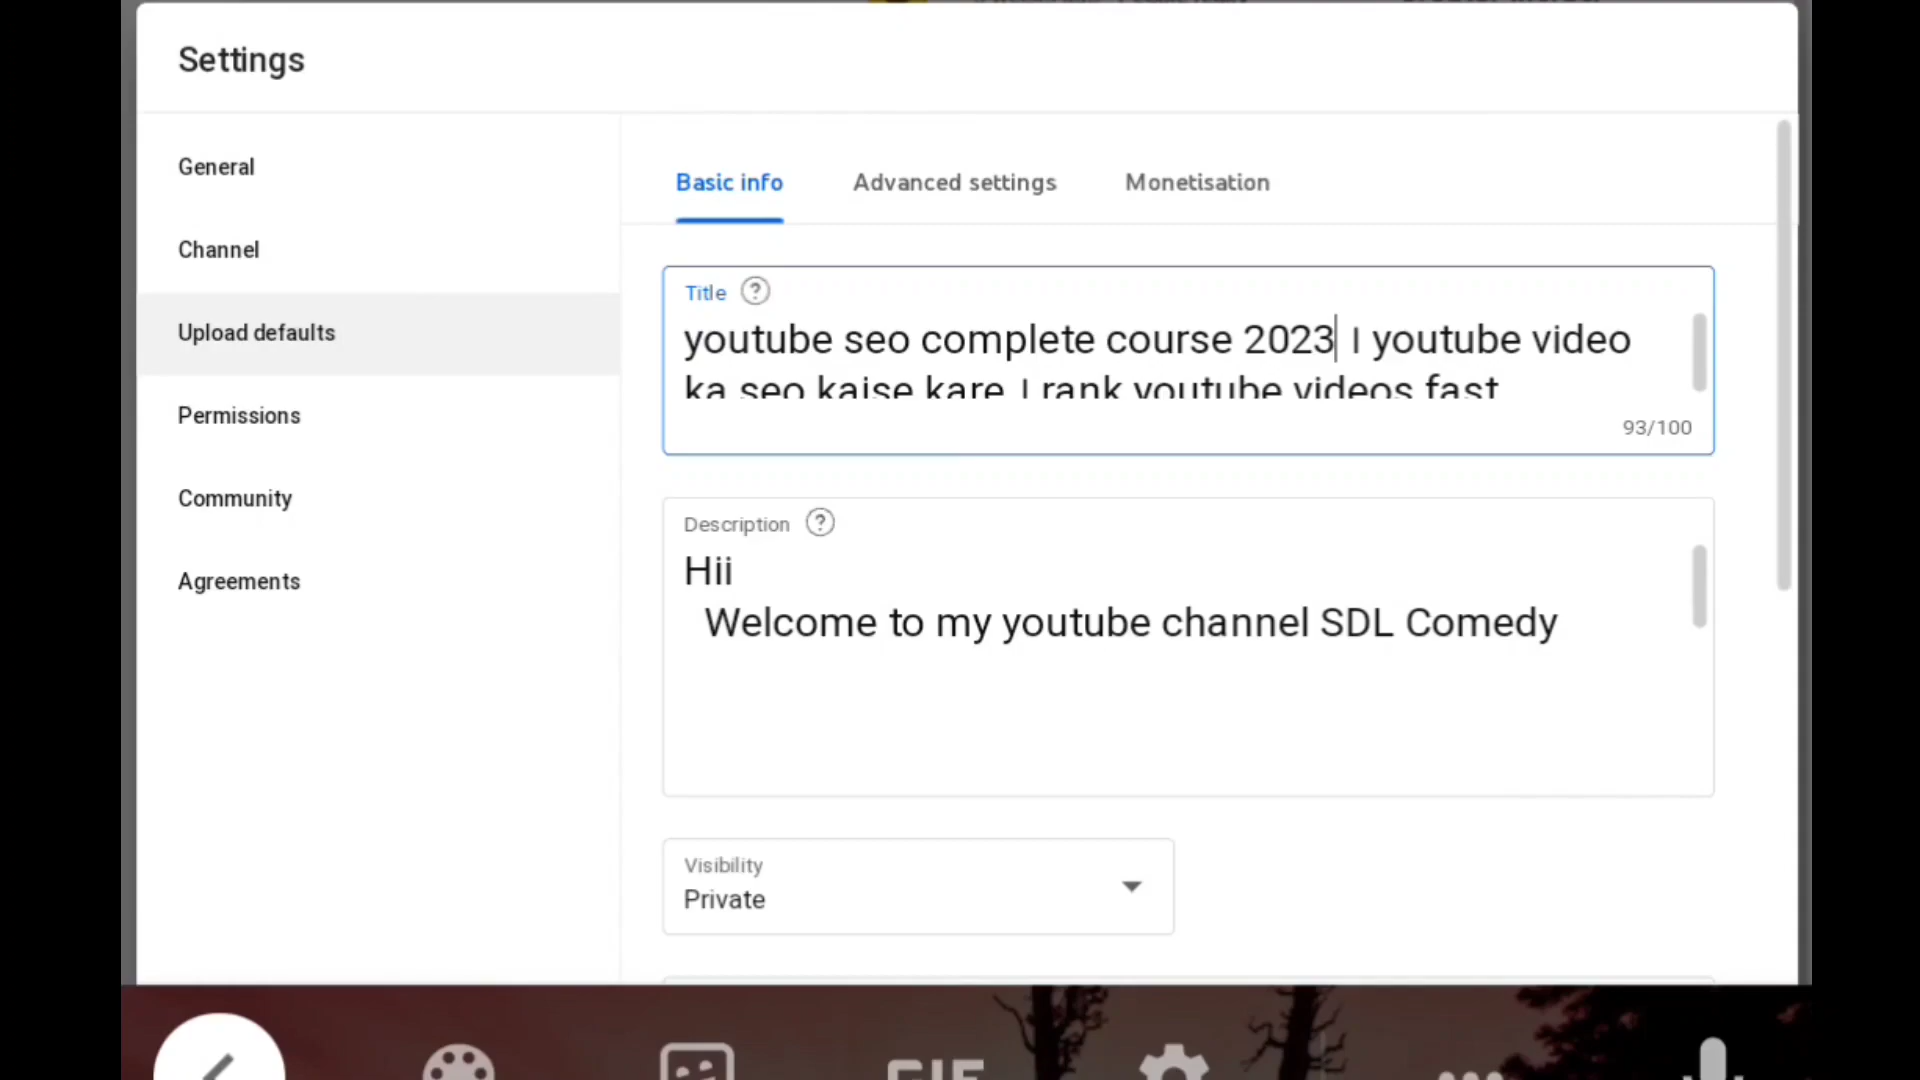 Settings
General
Channel
Upload defaults
Permissions
Community
Agreements
Basic info
Advanced settings
Monetisation
Title
youtube seo complete course 2023 I youtube video
ka seo kaise kare I rank youtube videos fast
93/100
Description
Hii
Welcome to my youtube channel SDL Comedy
Visibility
Private
GIF